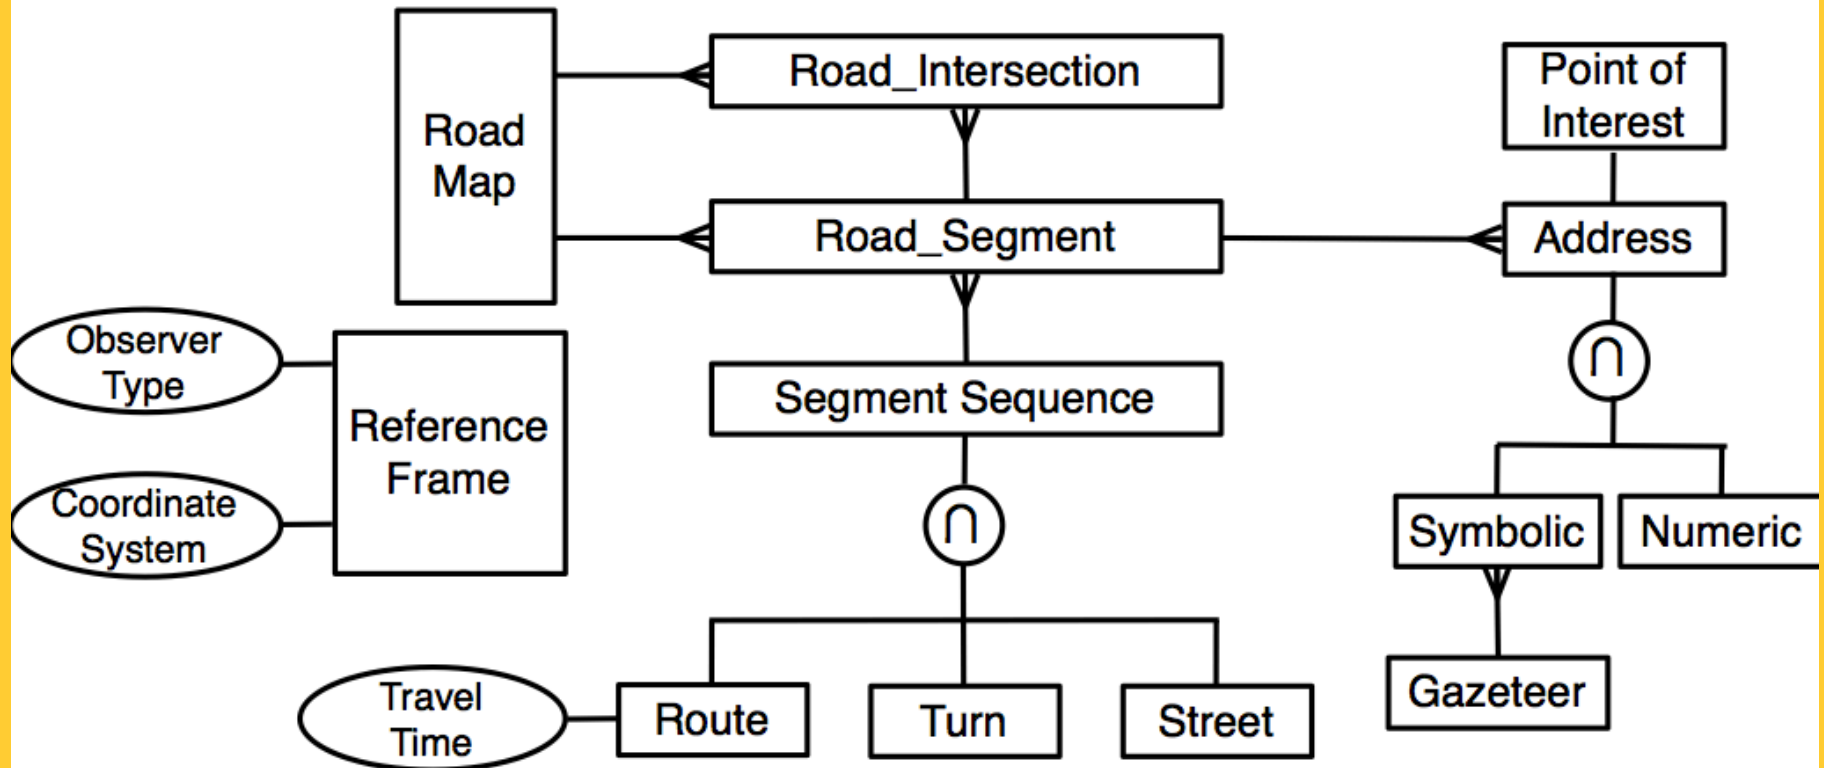 Road
Map
Road_Intersection
Point of
Interest
Road_Segment
Address
Observer
Type
Reference
Frame
Segment Sequence
∩
Coordinate
System
∩
Symbolic
Numeric
Gazeteer
Travel
Time
Route
Turn
Street